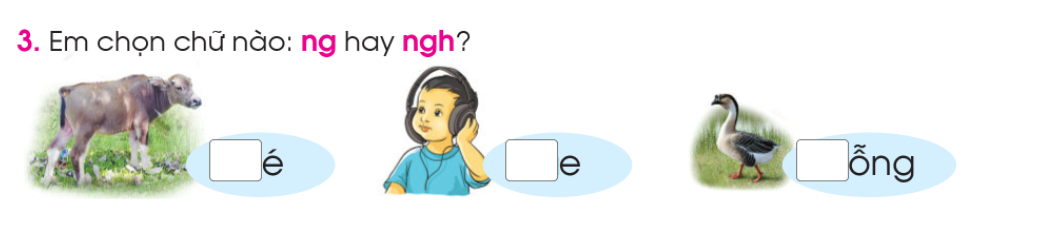 3. Em chọn chữ nào: ng hay ngh?
é e ỗng